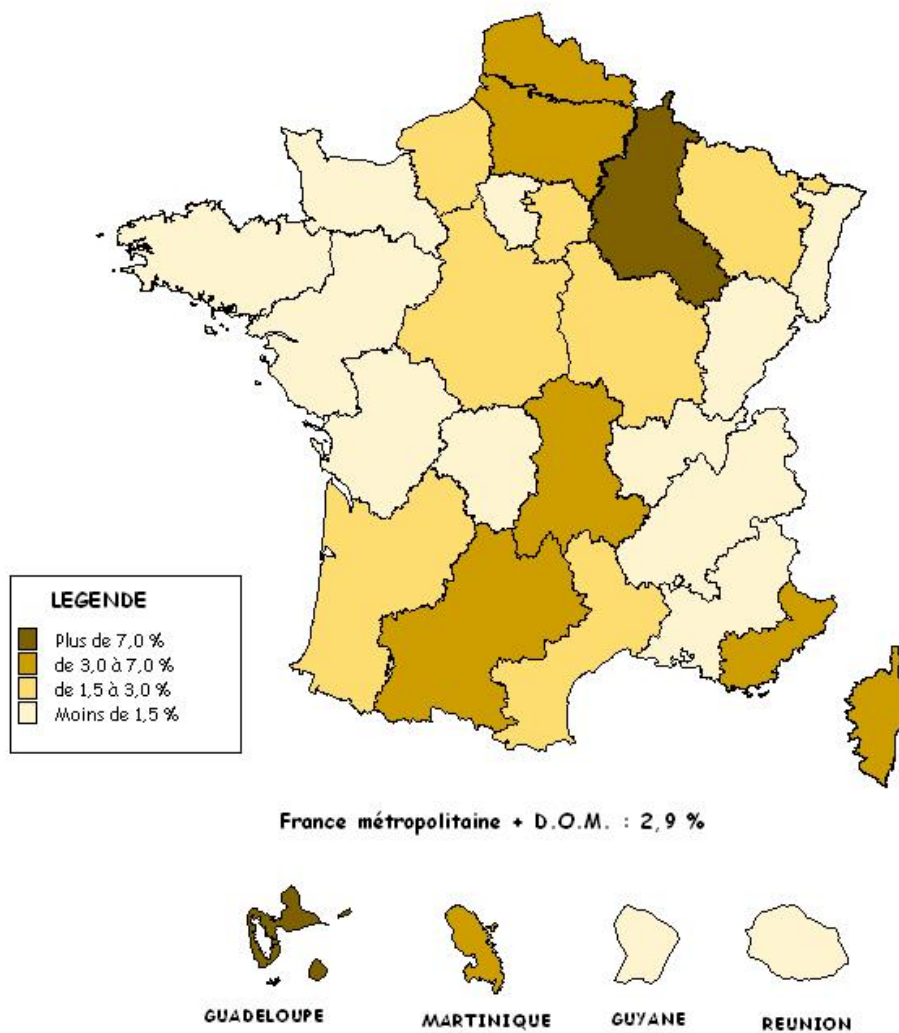 LEGENDE
Plus de 7,0 %
de 3,0 à 7,0 %
de 1,5 à 3,0 %
Moins de 1,5 %
France métropolitaine + D.O.M. : 2,9 %
GUADELOUPE
MARTINIQUE
GUYANE
REUNION